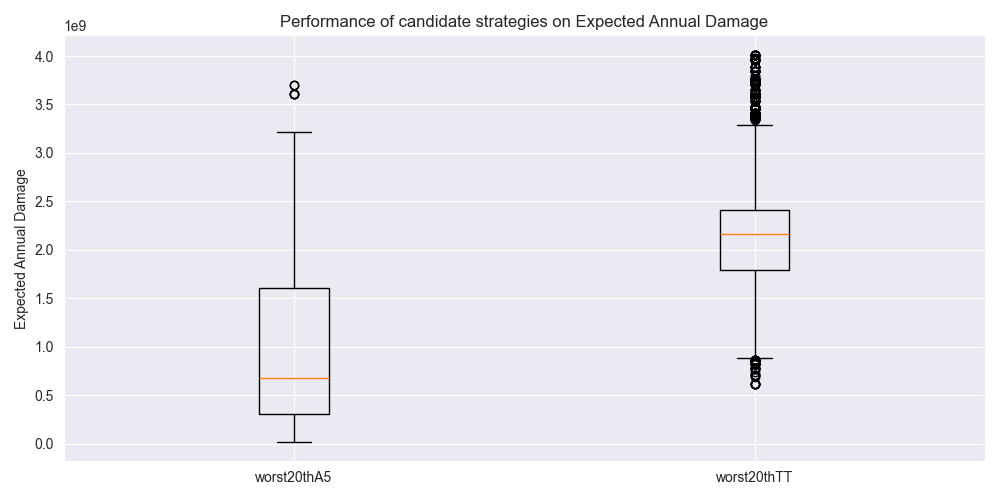 Performance of candidate strategies on Expected Annual Damage
1e9
Expected Annual Damage
4.0
3.5
3.0
2.5
2.0
1.5
1.0
0.5
0.0
worst20thA5
worst20thTT